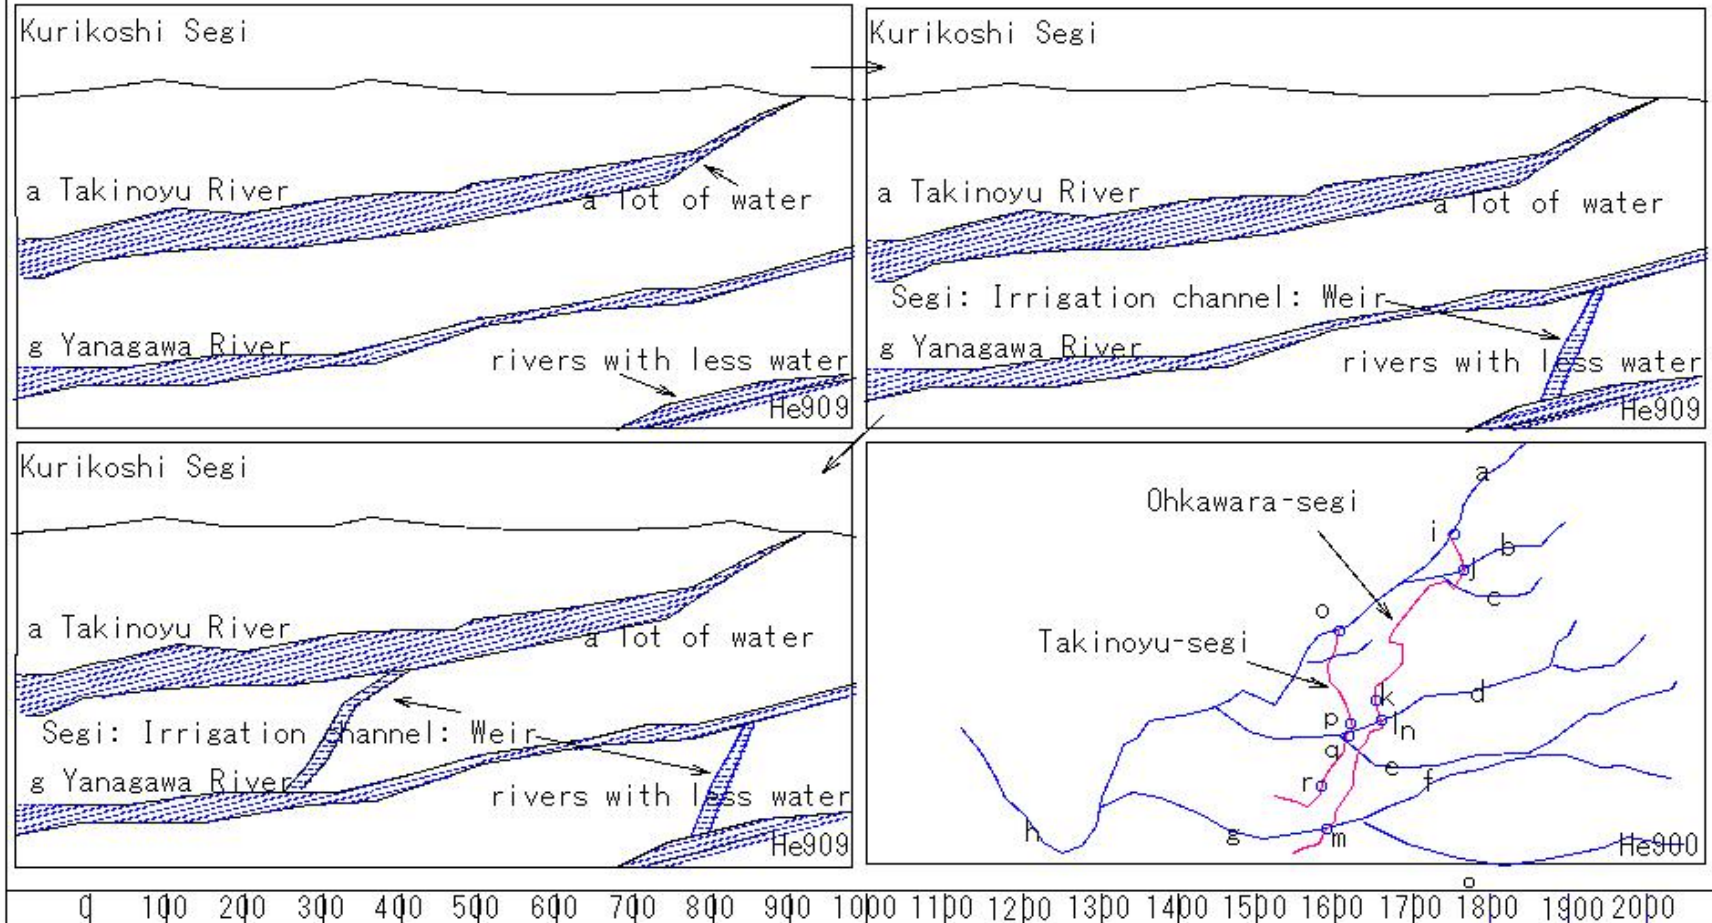 Kurikoshi Segi
a Takinoyu River
a lot of water
g Yanagawa River
rivers with less water
He909
Kurikoshi Segi
a Takinoyu River
a lot of water
Segi: Irrigation channel: Weir
g Yanagawa River
rivers with less water
He909
Kurikoshi Segi
a Takinoyu River
a lot of water
Segi: Irrigation channel: Weir
g Yanagawa River
rivers with less water
He909
a
Ohkawara-segi
i
b
j
c
o
Takinoyu-segi
k
d
p
l n
q
e
r
f
h
g
m
He900
o
0 100 200 300 400 500 600 700 800 900 1000 1100 1200 1300 1400 1500 1600 1700 1800 1900 2000